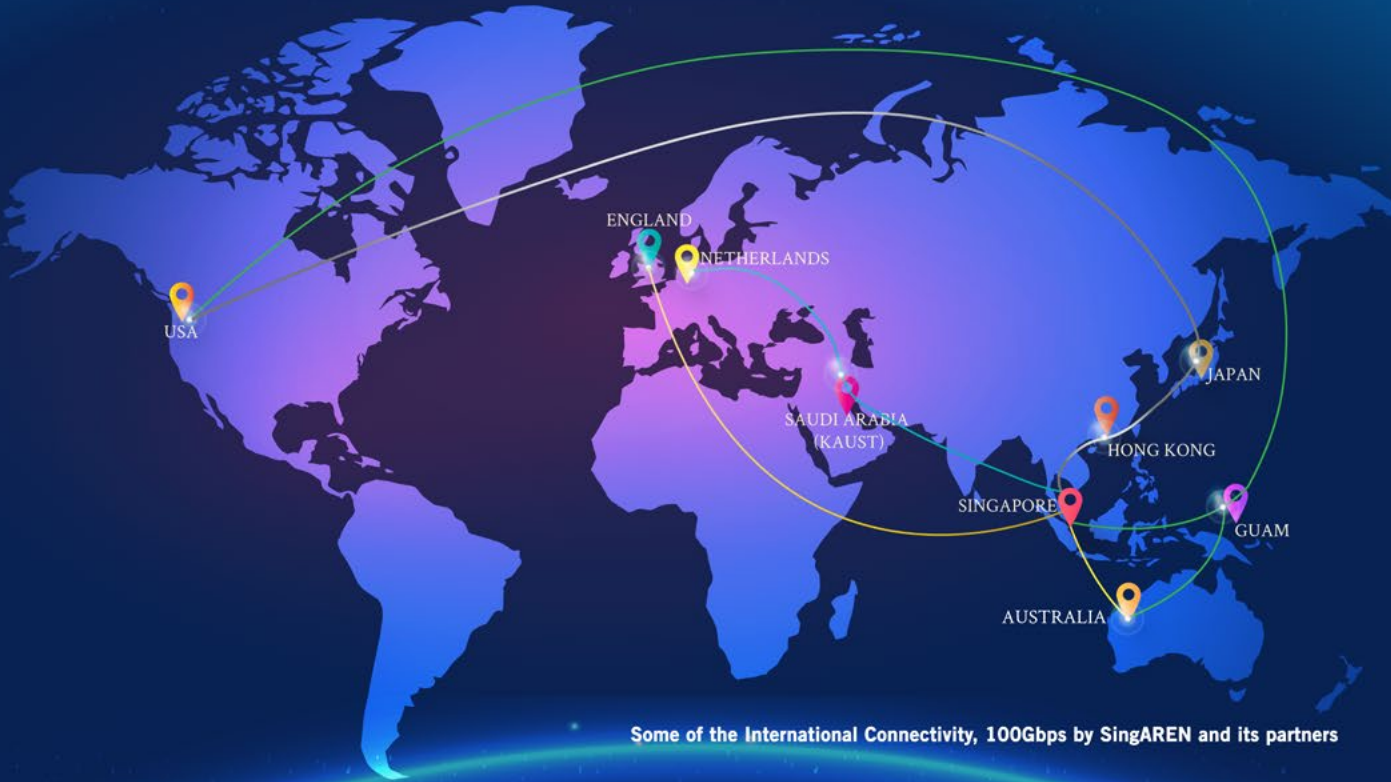 ENGLAND
NETHERLANDS
USA
JAPAN
SAUDI ARABIA
(KAUST)
HONG KONG
SINGAPORE
GUAM
AUSTRALIA
Some of the International Connectivity, 100Gbps by SingAREN and its partners